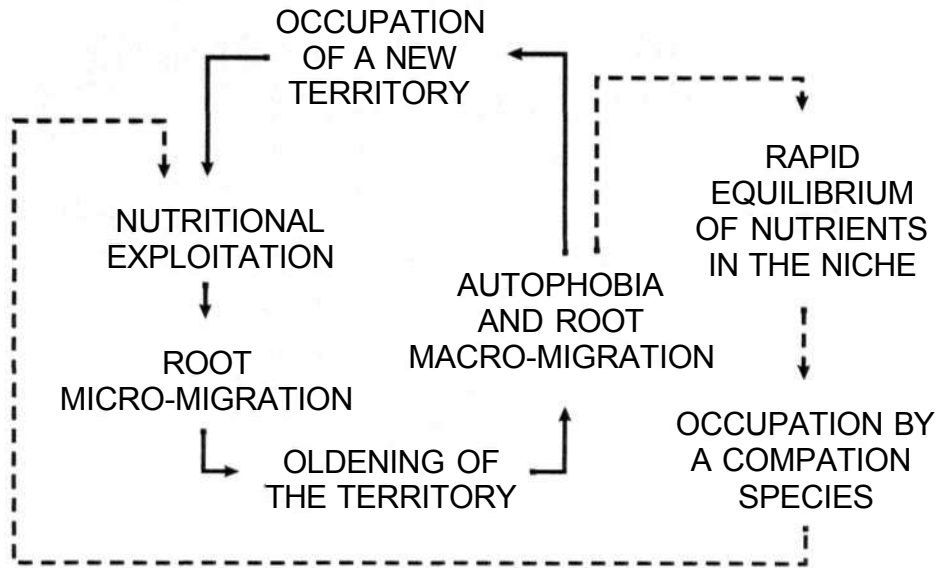 OCCUPATION
OF A NEW
TERRITORY
NUTRITIONAL
EXPLOITATION
ROOT
MICRO-MIGRATION
OLDENING OF
THE TERRITORY
AUTOPHOBIA
AND ROOT
MACRO-MIGRATION
RAPID
EQUILIBRIUM
OF NUTRIENTS
IN THE NICHE
OCCUPATION BY
A COMPATION
SPECIES